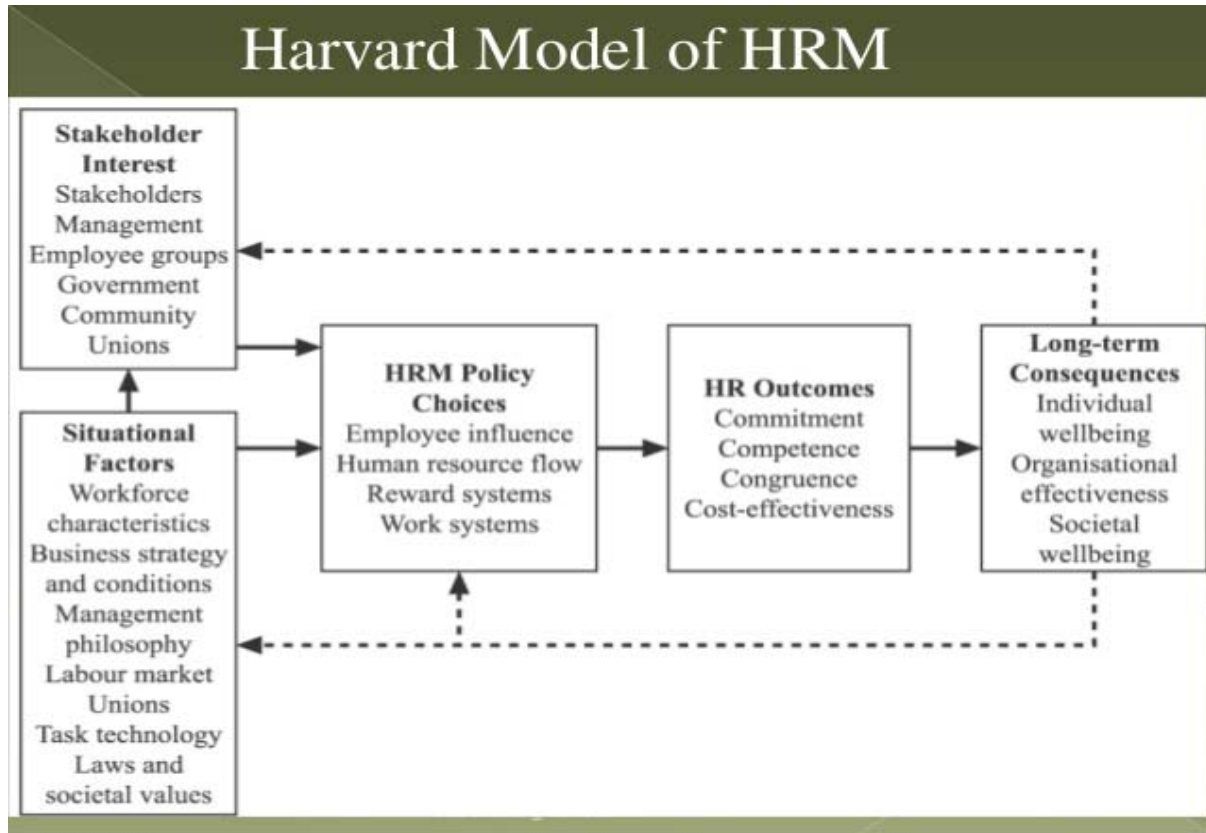 Harvard Model of HRM
Stakeholder
Interest
Stakeholders
Management
Employee groups
Government
Community
Unions
Situational
Factors
Workforce
characteristics
Business strategy
and conditions
Management
philosophy
Labour market
Unions
Task technology
Laws and
societal values
HRM Policy
Choices
Employee influence
Human resource flow
Reward systems
Work systems
HR Outcomes
Commitment
Competence
Congruence
Cost-effectiveness
Long-term
Consequences
Individual
wellbeing
Organisational
effectiveness
Societal
wellbeing